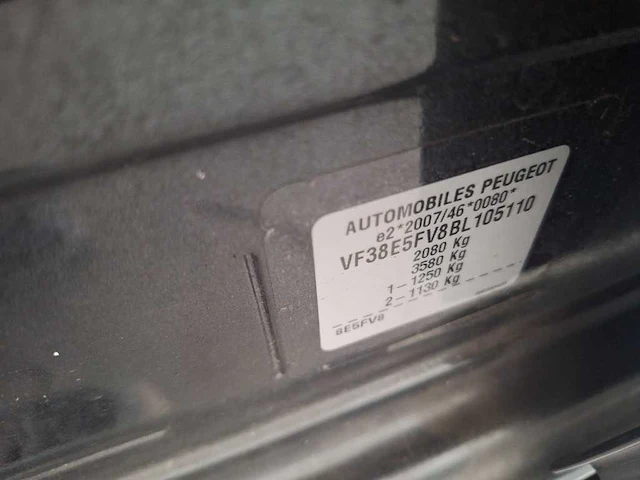 AUTOMOBILES PEUGEOT
e2*2007/46*0080*
VF38E5FV8BL105110
2080 Kg
3580 Kg
1-1250 Kg
2-1130 Kg
8E5FV8